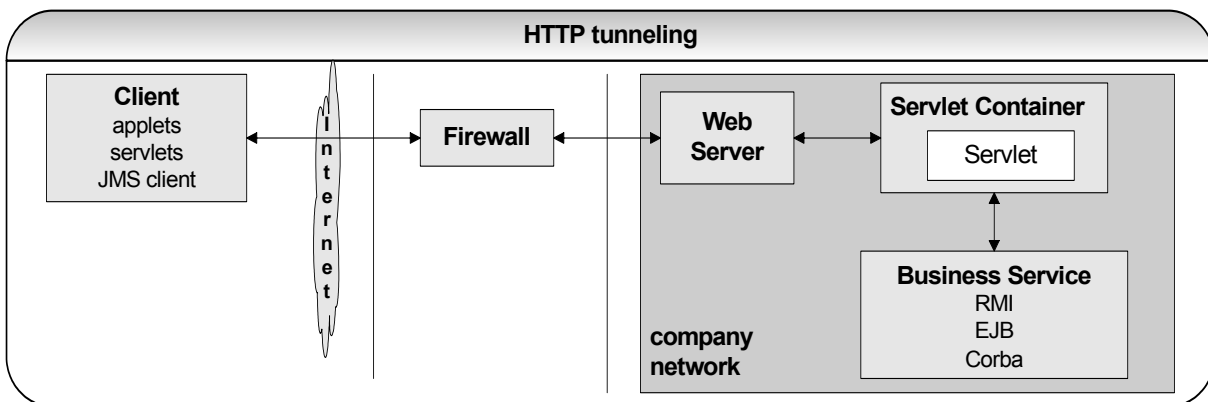 HTTP tunneling
Client
applets
servlets
JMS client
Internet
Firewall
Web
Server
Servlet Container
Servlet
Business Service
RMI
EJB
Corba
company
network